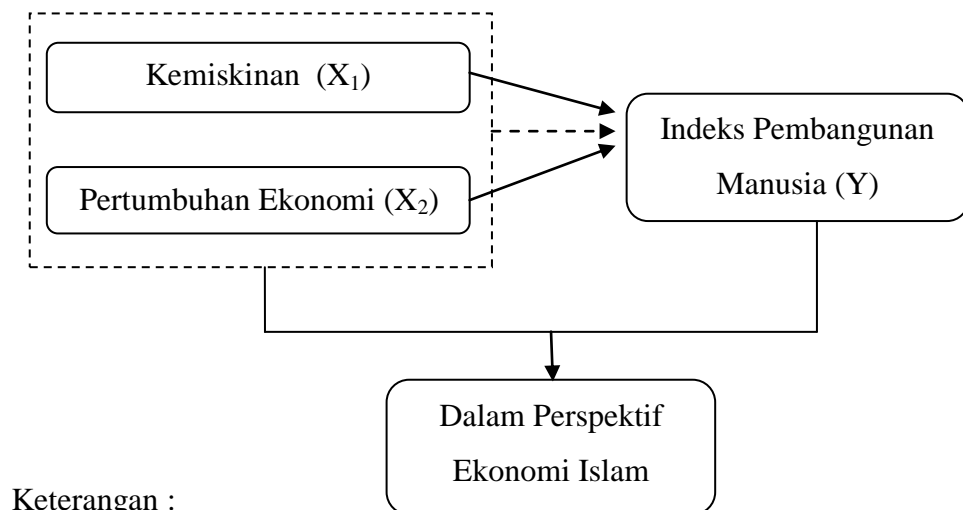 Kemiskinan (X₁)
Pertumbuhan Ekonomi (X₂)
Indeks Pembangunan
Manusia (Y)
Dalam Perspektif
Ekonomi Islam
Keterangan :